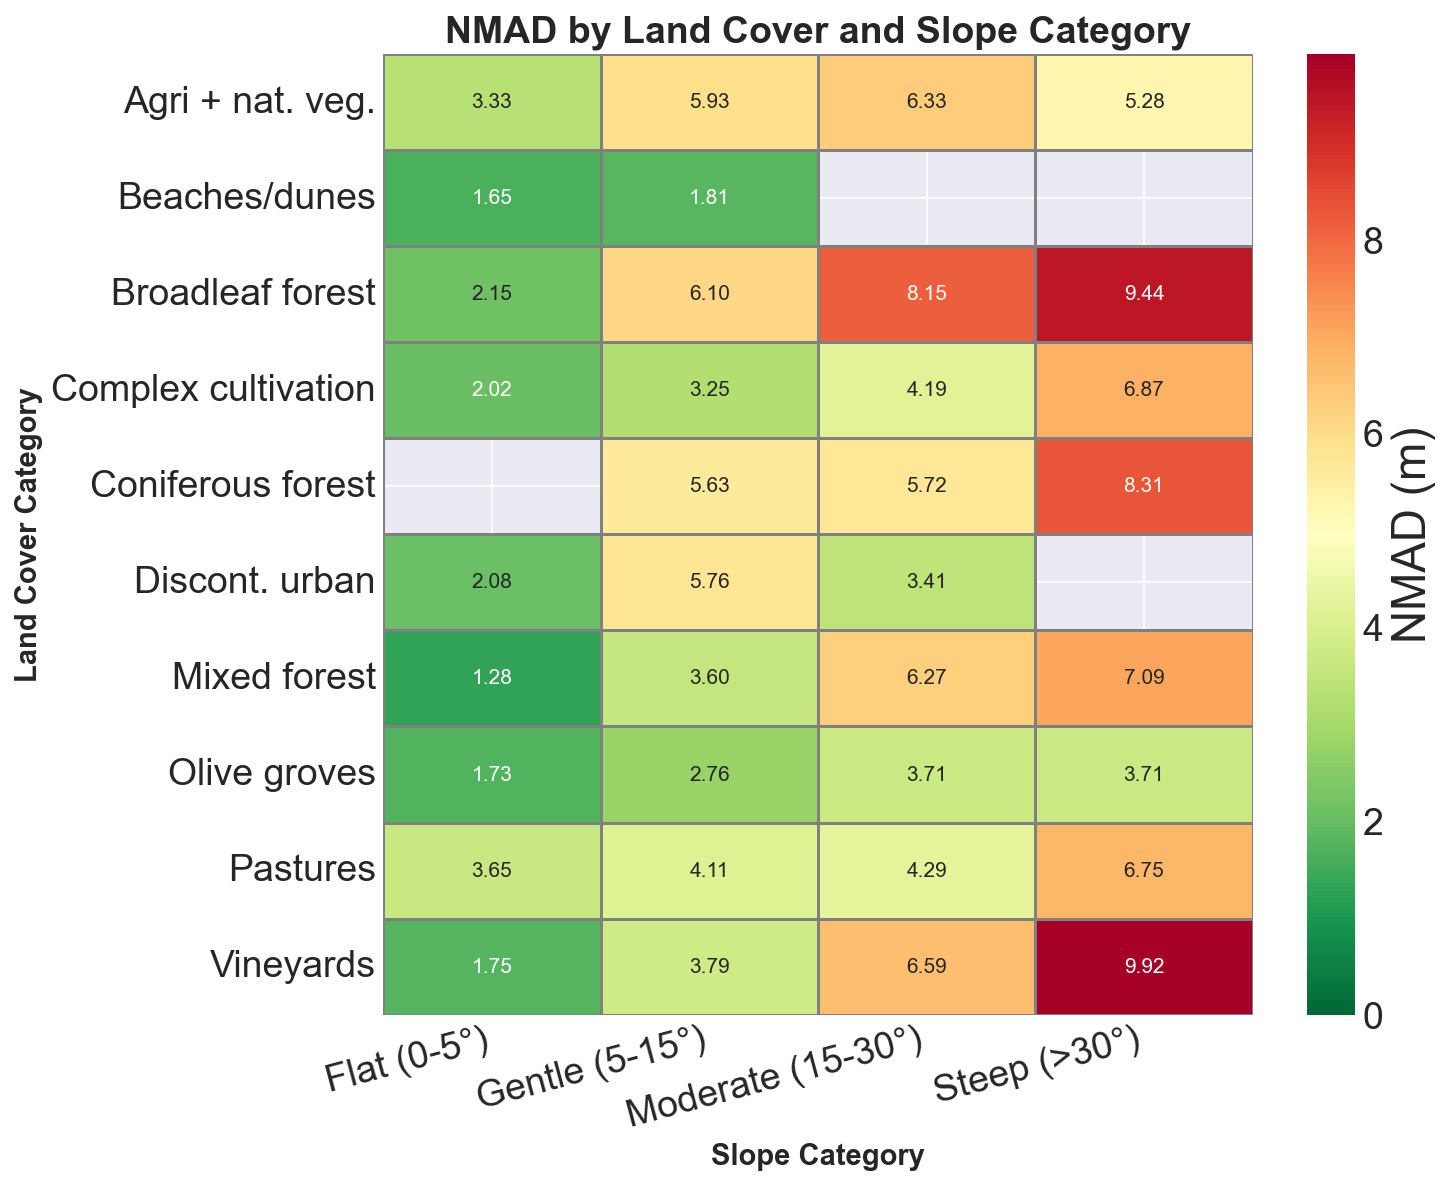 NMAD by Land Cover and Slope Category
Agri + nat. veg. 3.33 5.93 6.33 5.28
Beaches/dunes 1.65 1.81
Broadleaf forest 2.15 6.10 8.15 9.44
Complex cultivation 2.02 3.25 4.19 6.87
Coniferous forest 5.63 5.72 8.31
Discont. urban 2.08 5.76 3.41
Mixed forest 1.28 3.60 6.27 7.09
Olive groves 1.73 2.76 3.71 3.71
Pastures 3.65 4.11 4.29 6.75
Vineyards 1.75 3.79 6.59 9.92
Land Cover Category
Flat (0-5°) Gentle (5-15°) Moderate (15-30°) Steep (>30°)
Slope Category
8
6
4
2
0
NMAD (m)